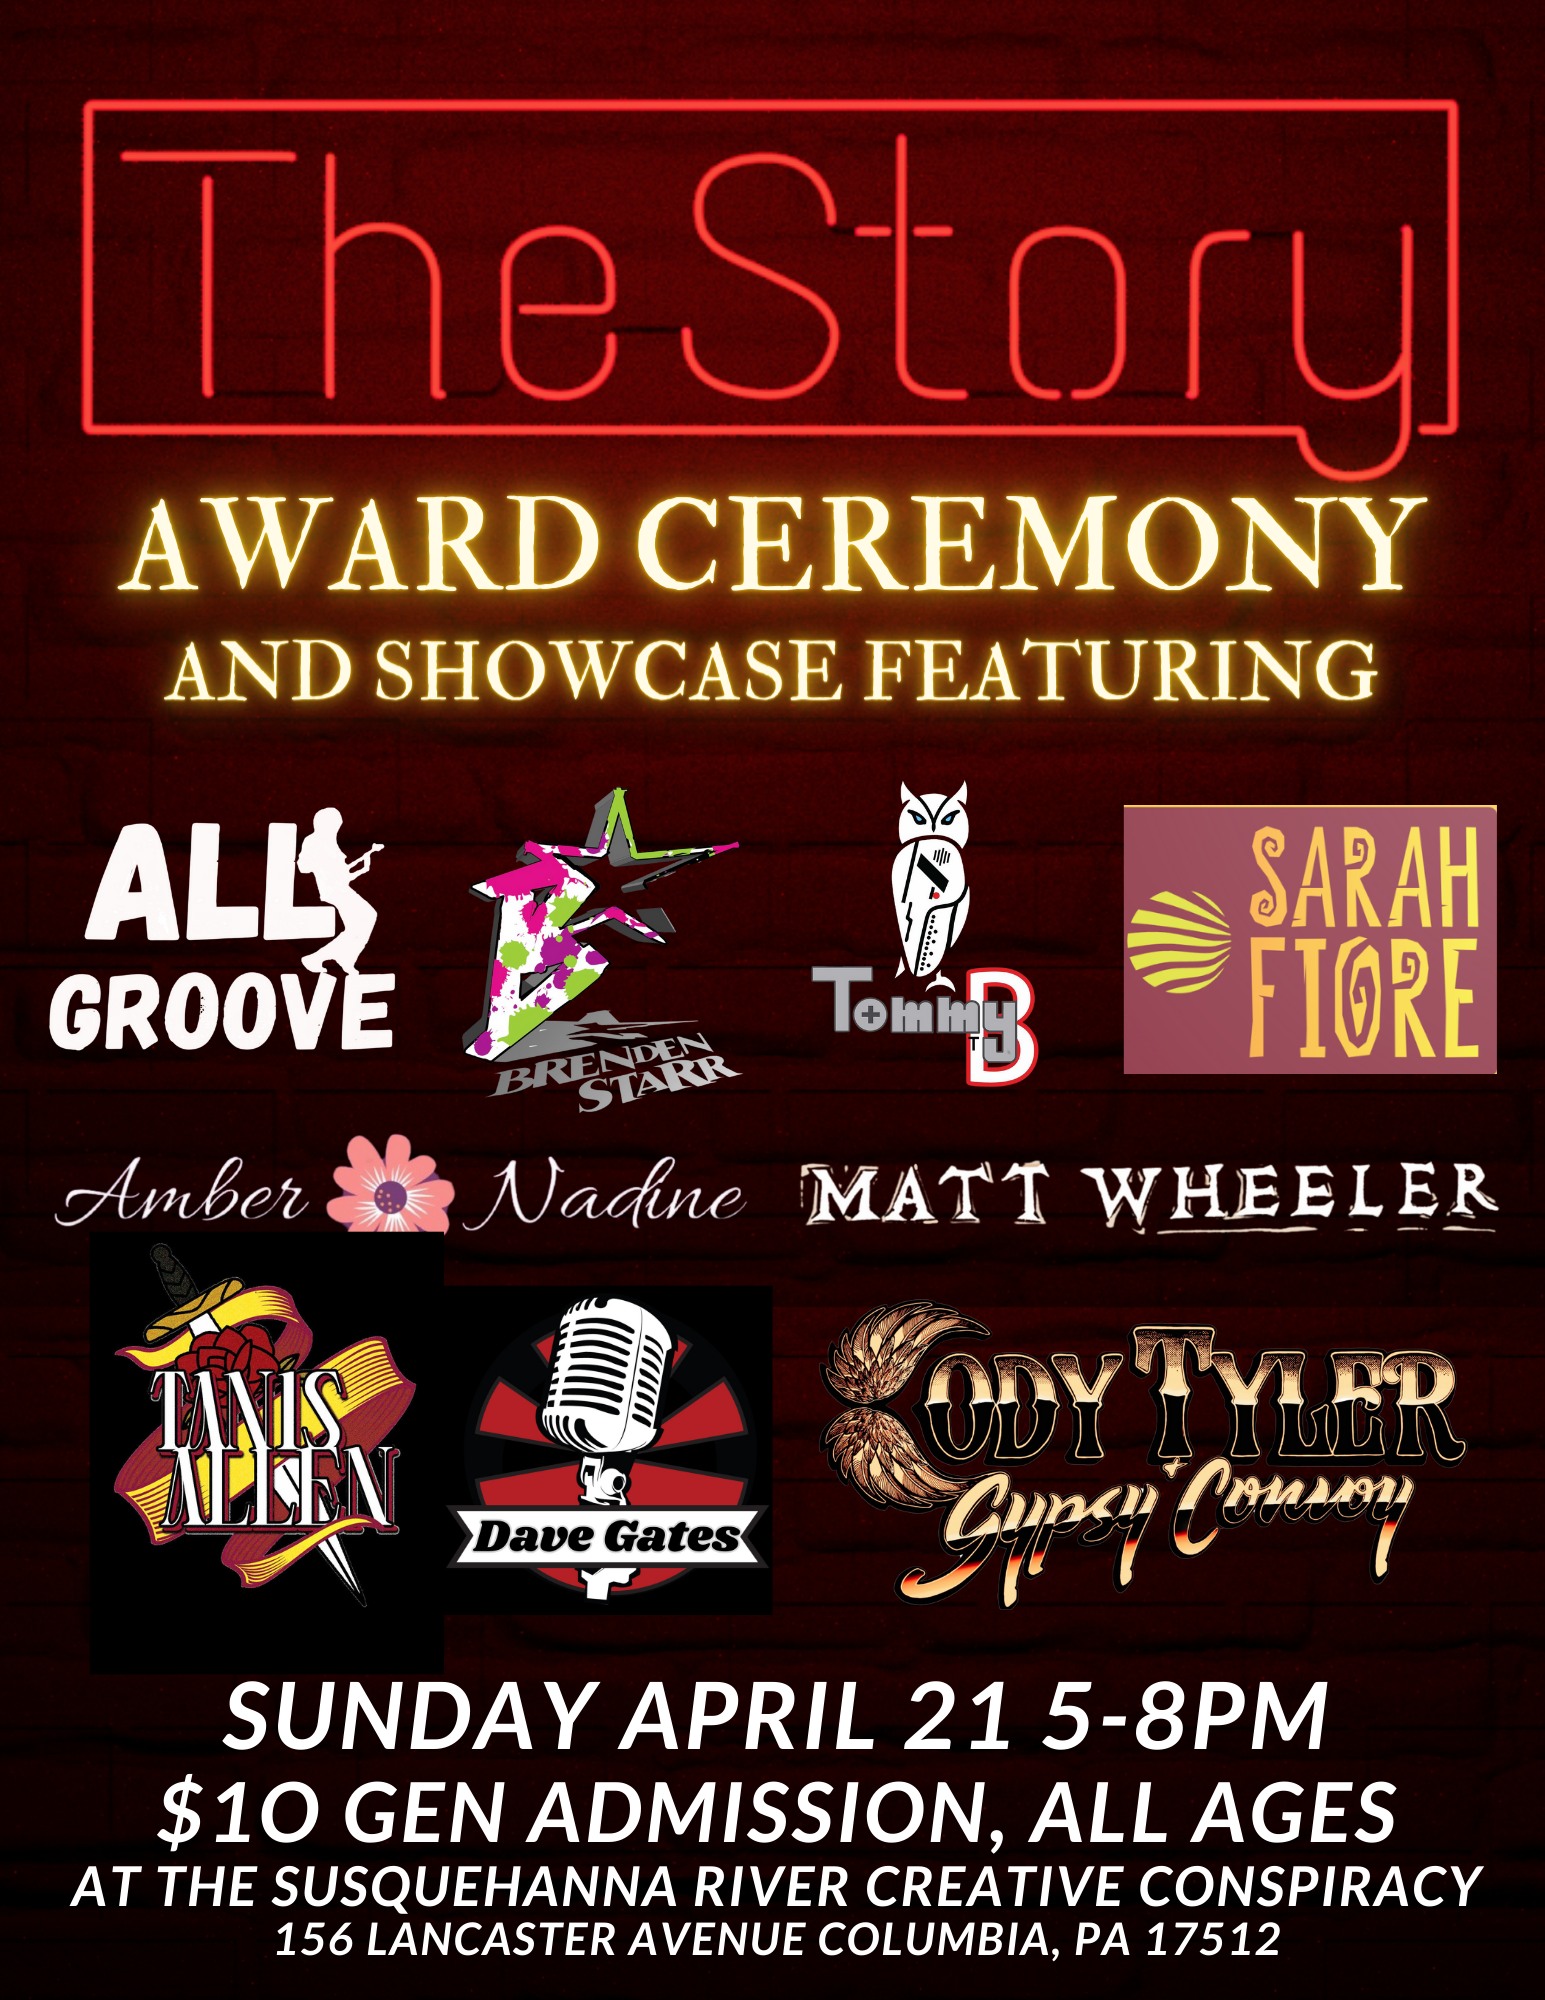 The Story
AWARD CEREMONY
AND SHOWCASE FEATURING
ALL
GROOVE
BRENDEN
STARR
Tommy B
SARAH
FIORE
Amber Nadine
MATT WHEELER
TANIS
ALLEN
Dave Gates
CODY TYLER
Gypsy Convoy
SUNDAY APRIL 21 5-8PM
$10 GEN ADMISSION, ALL AGES
AT THE SUSQUEHANNA RIVER CREATIVE CONSPIRACY
156 LANCASTER AVENUE COLUMBIA, PA 17512